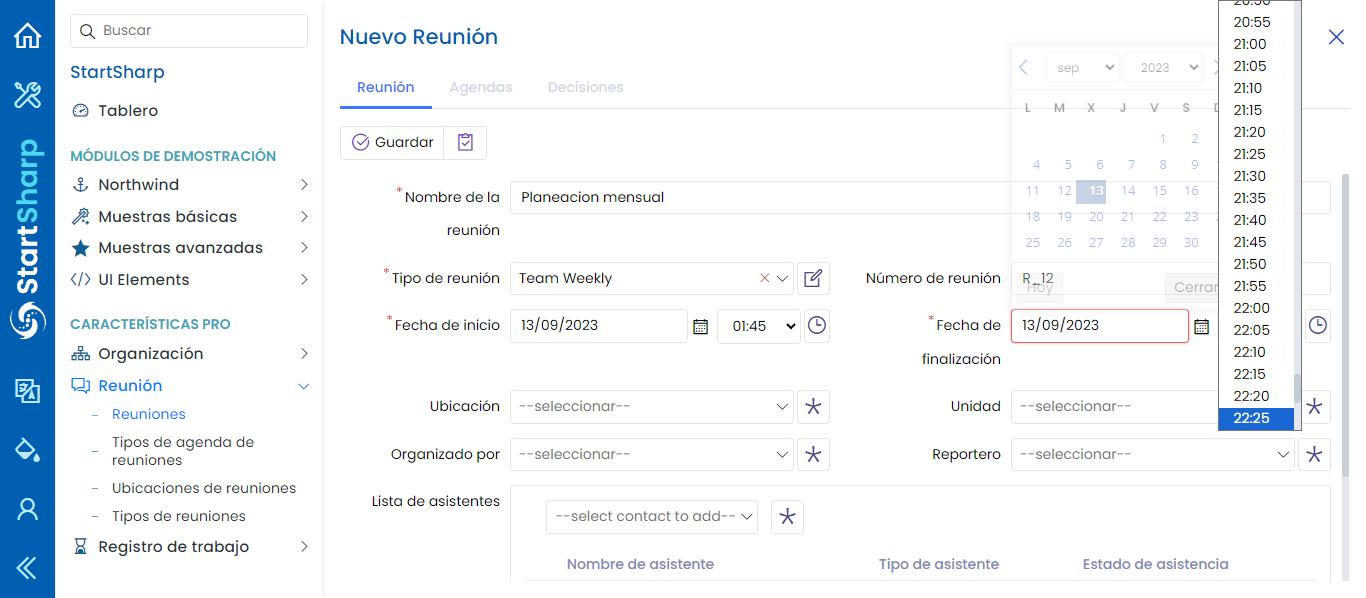 Buscar
StartSharp
Tablero
MÓDULOS DE DEMOSTRACIÓN
Northwind
Muestras básicas
Muestras avanzadas
UI Elements
CARACTERÍSTICAS PRO
Organización
Reunión
Reuniones
Tipos de agenda de
reuniones
Ubicaciones de reuniones
Tipos de reuniones
Registro de trabajo
StartSharp
Nuevo Reunión
Reunión Agendas Decisiones
Guardar
*Nombre de la
reunión
Planeacion mensual
*Tipo de reunión
Team Weekly
Número de reunión
R_12
*Fecha de inicio
13/09/2023
01:45
*Fecha de
finalización
13/09/2023
Ubicación
--seleccionar--
Unidad
--seleccionar--
Organizado por
--seleccionar--
Reportero
--seleccionar--
Lista de asistentes
--select contact to add--
Nombre de asistente Tipo de asistente Estado de asistencia
sep 2023
L M X J V S D
1 2
4 5 6 7 8 9
11 12 13 14 15 16
18 19 20 21 22 23
25 26 27 28 29 30
Hoy Cerrar
20:50
20:55
21:00
21:05
21:10
21:15
21:20
21:25
21:30
21:35
21:40
21:45
21:50
21:55
22:00
22:05
22:10
22:15
22:20
22:25